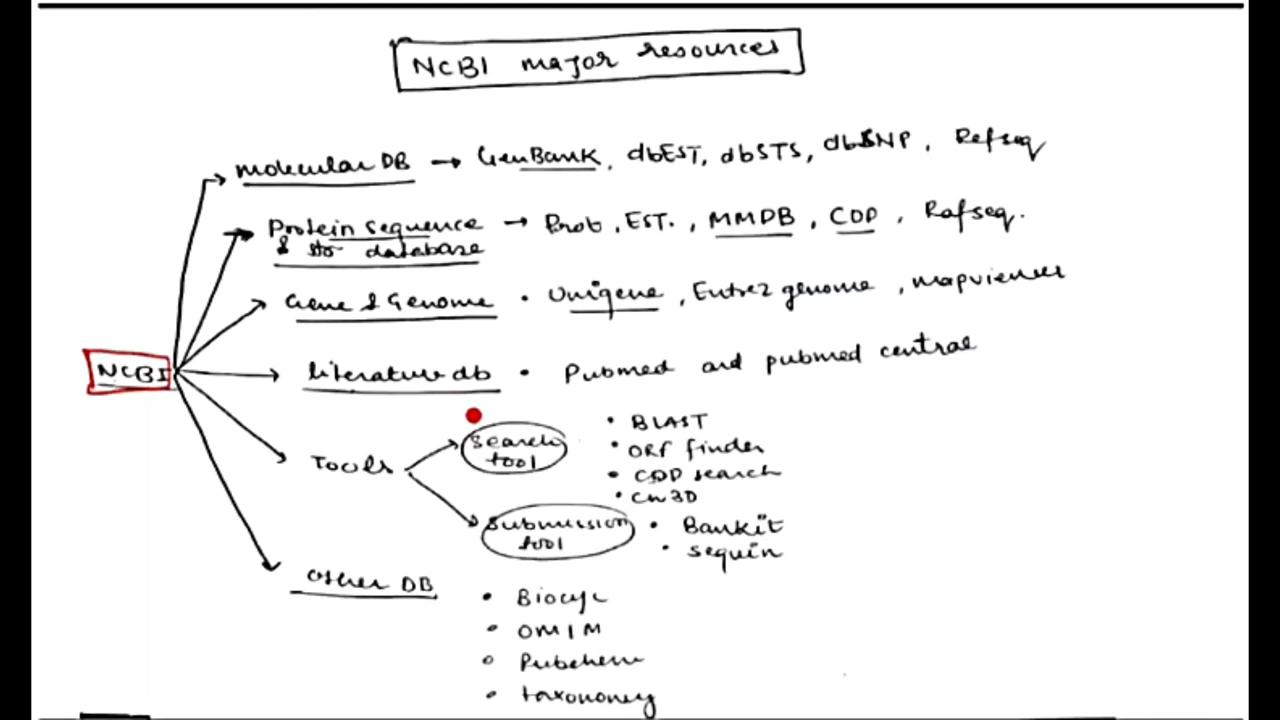 NCBI major resources
molecular DB → GenBank, dbEST, dbSTS, dbSNP, Refseq
Protein sequence → Prob, EST., MMDB, CDD, Rafseq.
& str database
Gene & Genome • Unigene, Entrez genome, mapviewer
NCBI
literature db • Pubmed and pubmed central
Tools
search tool
• BLAST
• ORF finder
• CDD search
• Cn3D
submission tool
• Bankit
• sequin
other DB
• Biocyc
• OMIM
• Pubchem
• taxonomy